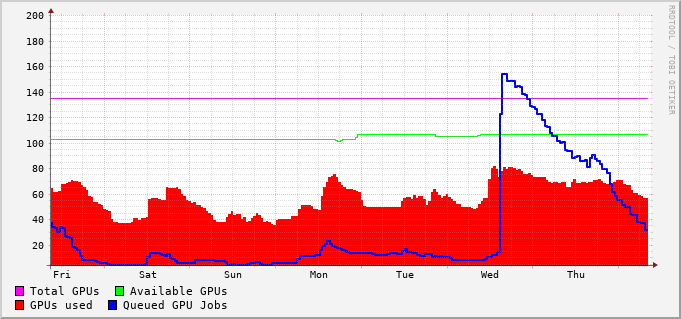 200
180
160
140
120
100
80
60
40
20
Fri Sat Sun Mon Tue Wed Thu
Total GPUs Available GPUs
GPUs used Queued GPU Jobs
RRDTOOL / TOBI OETIKER